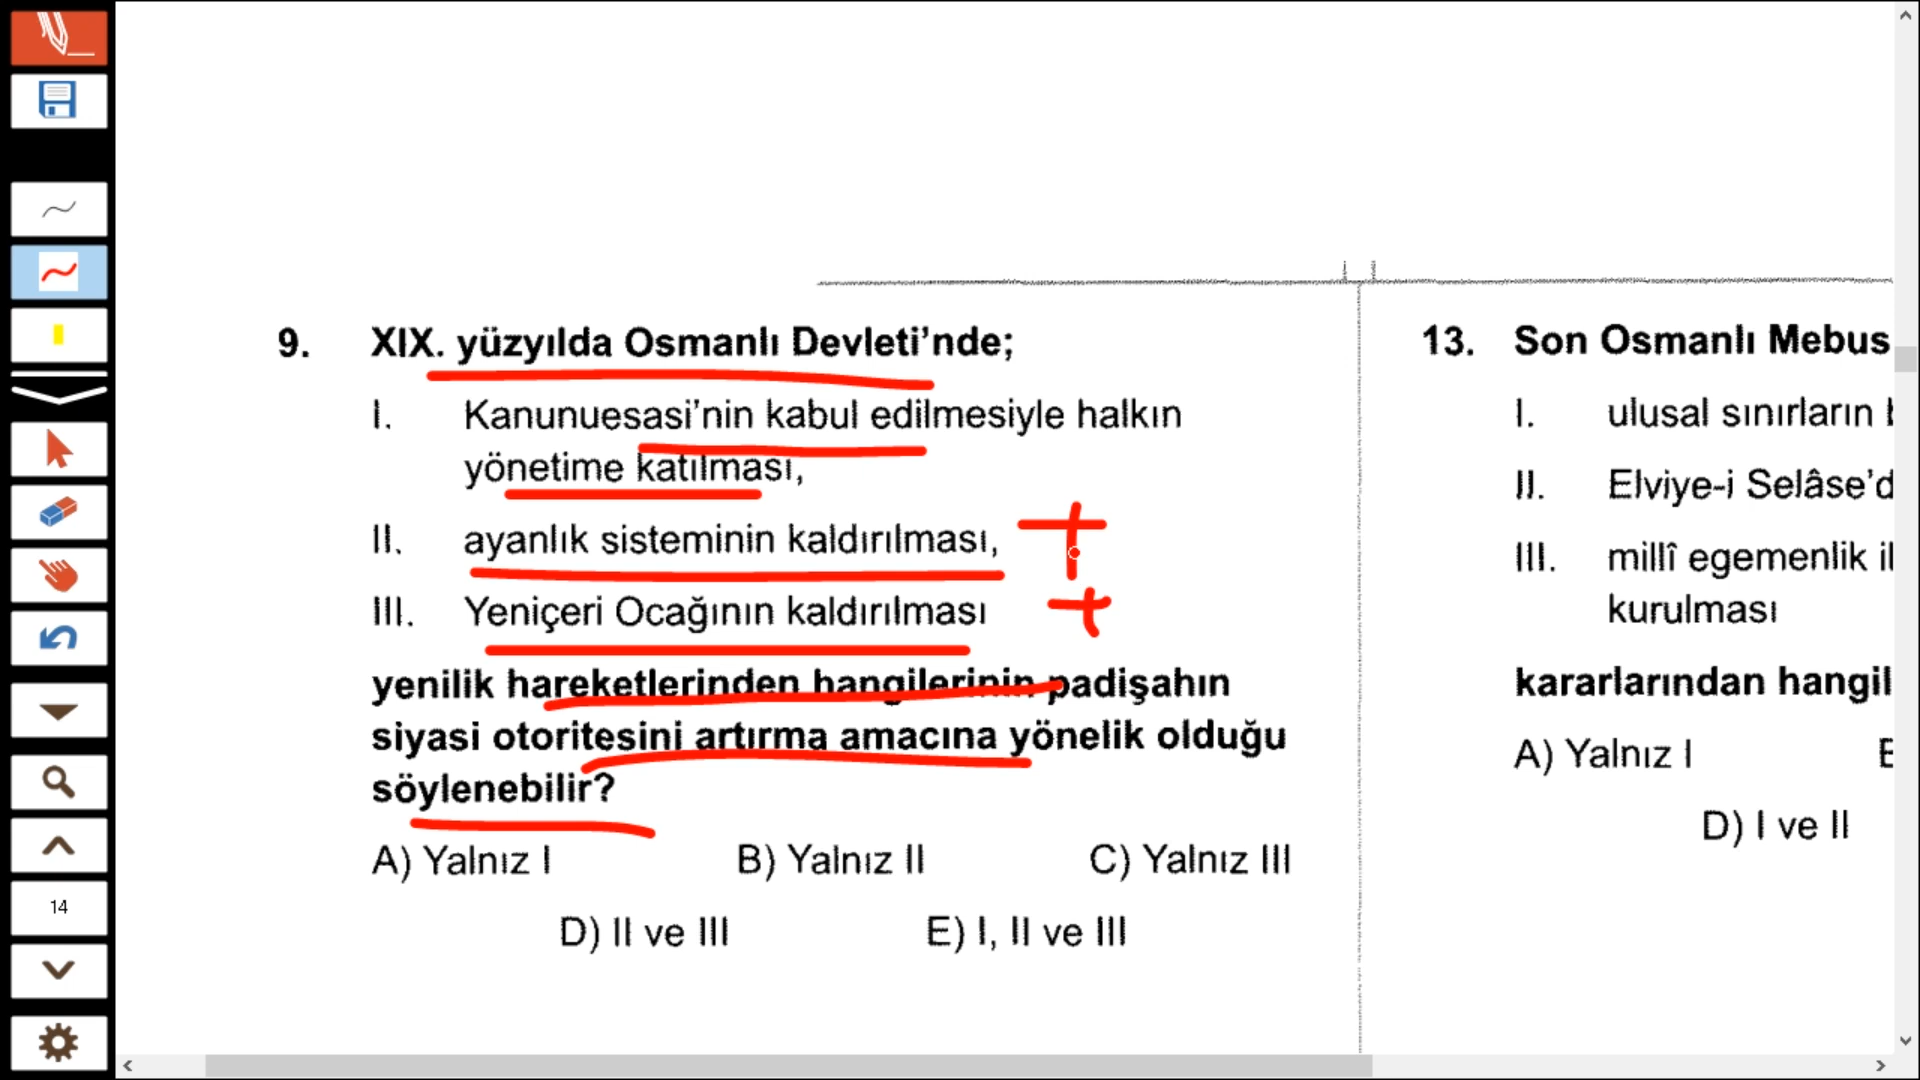 9. XIX. yüzyılda Osmanlı Devleti'nde;
I. Kanunuesasi'nin kabul edilmesiyle halkın
yönetime katılması,
II. ayanlık sisteminin kaldırılması,
III. Yeniçeri Ocağının kaldırılması
yenilik hareketlerinden hangilerinin padişahın
siyasi otoritesini artırma amacına yönelik olduğu
söylenebilir?
A) Yalnız I B) Yalnız II C) Yalnız III
D) II ve III E) I, II ve III
13. Son Osmanlı Mebus
I. ulusal sınırların
II. Elviye-i Selâse'd
III. millî egemenlik il
kurulması
kararlarından hangil
A) Yalnız I
D) I ve II
14